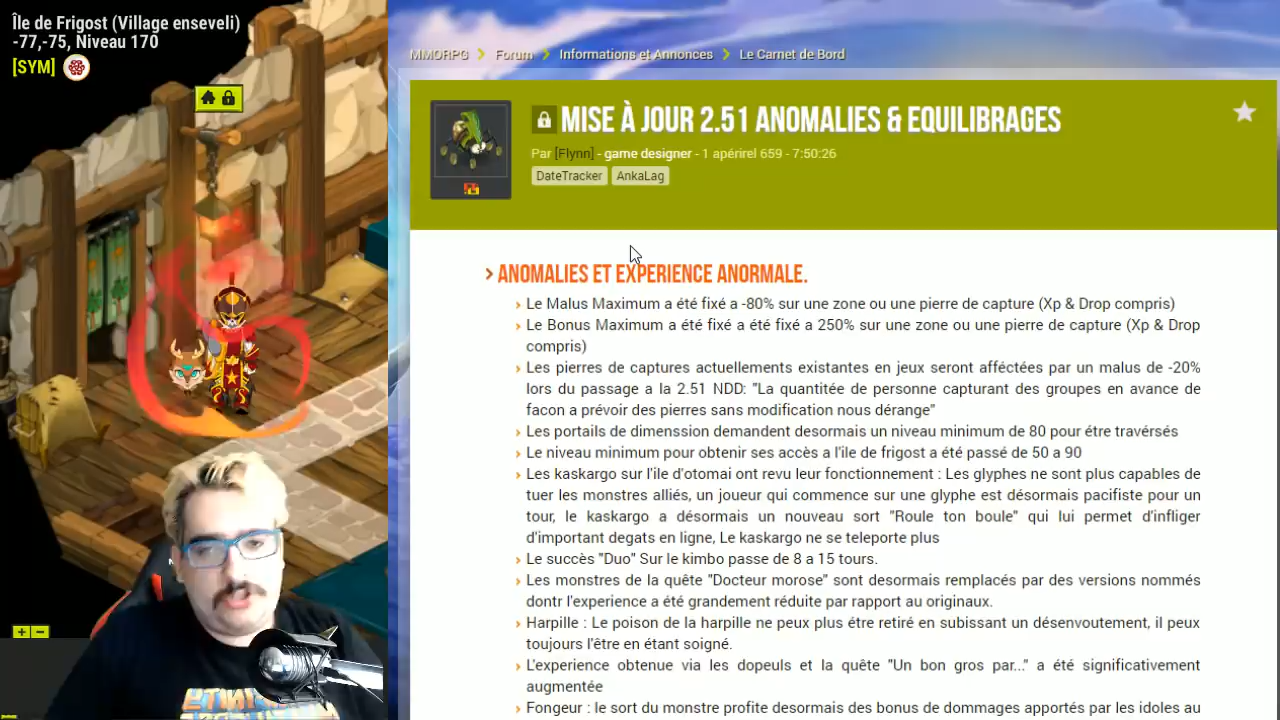 Île de Frigost (Village enseveli)
-77,-75, Niveau 170
[SYM]
MMORPG > Forum > Informations et Annonces > Le Carnet de Bord
MISE À JOUR 2.51 ANOMALIES & EQUILIBRAGES
Par [Flynn] - game designer - 1 apérirel 659 - 7:50:26
DateTracker AnkaLag
ANOMALIES ET EXPERIENCE ANORMALE.
Le Malus Maximum a été fixé a -80% sur une zone ou une pierre de capture (Xp & Drop compris)
Le Bonus Maximum a été fixé a été fixé a 250% sur une zone ou une pierre de capture (Xp & Drop
compris)
Les pierres de captures actuellements existantes en jeux seront afféctées par un malus de -20%
lors du passage a la 2.51 NDD: "La quantitée de personne capturant des groupes en avance de
facon a prévoir des pierres sans modification nous dérange"
Les portails de dimenssion demandent desormais un niveau minimum de 80 pour étre travérsés
Le niveau minimum pour obtenir ses accès a l'île de frigost a été passé de 50 a 90
Les kaskargo sur l'ile d'otomai ont revu leur fonctionnement : Les glyphes ne sont plus capables de
tuer les monstres alliés, un joueur qui commence sur une glyphe est désormais pacifiste pour un
tour, le kaskargo a désormais un nouveau sort "Roule ton boule" qui lui permet d'infliger
d'important degats en ligne, Le kaskargo ne se teleporte plus
Le succès "Duo" Sur le kimbo passe de 8 a 15 tours.
Les monstres de la quête "Docteur morose" sont desormais remplacés par des versions nommés
dontr l'experience a été grandement réduite par rapport au originaux.
Harpille : Le poison de la harpille ne peux plus étre retiré en subissant un désenvoutement, il peux
toujours l'être en étant soigné.
L'experience obtenue via les dopeuls et la quête "Un bon gros par..." a été significativement
augmentée
Fongeur : le sort du monstre profite desormais des bonus de dommages apportés par les idoles au